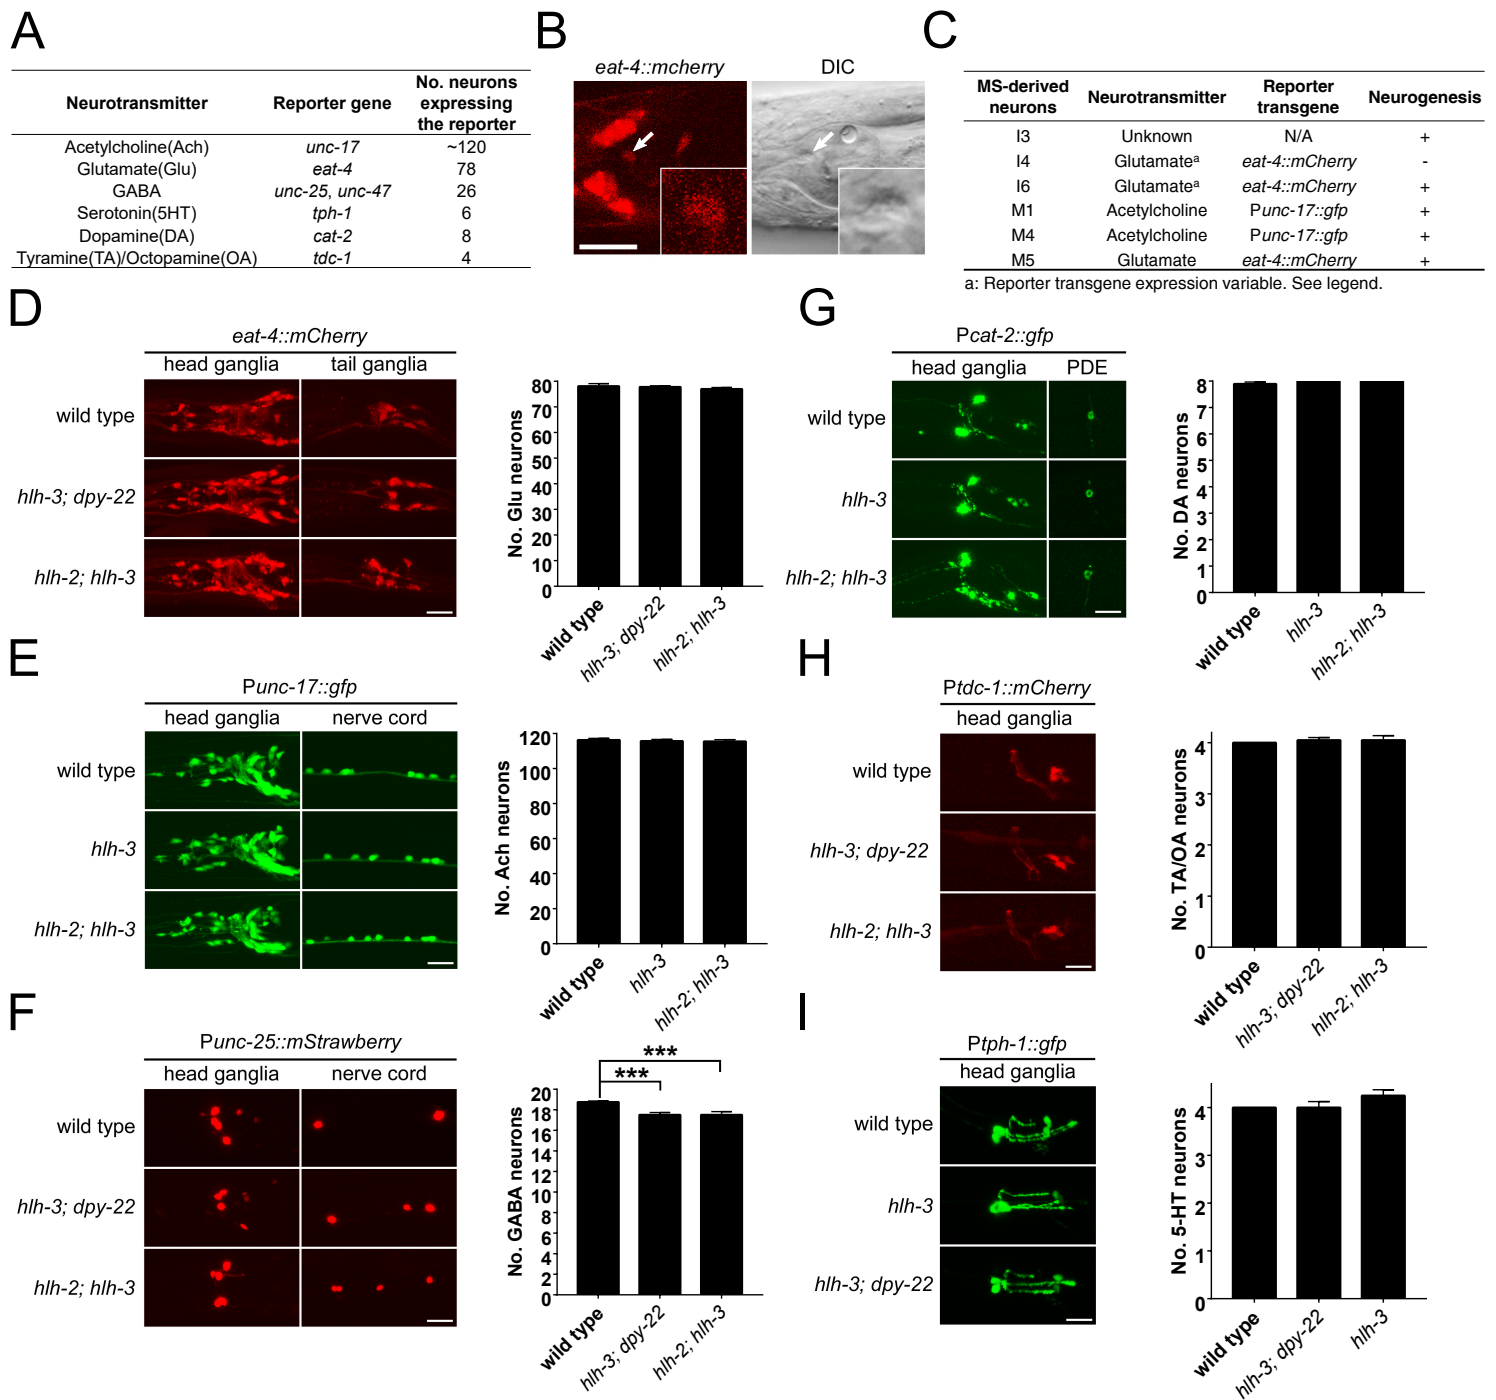 A
Neurotransmitter Reporter gene No. neurons expressing the reporter
Acetylcholine(Ach) unc-17 ~120
Glutamate(Glu) eat-4 78
GABA unc-25, unc-47 26
Serotonin(5HT) tph-1 6
Dopamine(DA) cat-2 8
Tyramine(TA)/Octopamine(OA) tdc-1 4
B
eat-4::mcherry DIC
C
MS-derived neurons Neurotransmitter Reporter transgene Neurogenesis
I3 Unknown N/A +
I4 Glutamateᵃ eat-4::mCherry -
I6 Glutamateᵃ eat-4::mCherry +
M1 Acetylcholine Punc-17::gfp +
M4 Acetylcholine Punc-17::gfp +
M5 Glutamate eat-4::mCherry +
a: Reporter transgene expression variable. See legend.
D
eat-4::mCherry
head ganglia tail ganglia
wild type
hlh-3; dpy-22
hlh-2; hlh-3
No. Glu neurons
80
70
60
50
40
30
20
10
0
wild type
hlh-3; dpy-22
hlh-2; hlh-3
E
Punc-17::gfp
head ganglia nerve cord
wild type
hlh-3
hlh-2; hlh-3
No. Ach neurons
120
100
80
60
40
20
0
wild type
hlh-3
hlh-2; hlh-3
F
Punc-25::mStrawberry
head ganglia nerve cord
wild type
hlh-3; dpy-22
hlh-2; hlh-3
No. GABA neurons
20
18
16
14
12
10
8
6
4
2
0
***
***
wild type
hlh-3; dpy-22
hlh-2; hlh-3
G
Pcat-2::gfp
head ganglia PDE
wild type
hlh-3
hlh-2; hlh-3
No. DA neurons
8
7
6
5
4
3
2
1
0
wild type
hlh-3
hlh-2; hlh-3
H
Ptdc-1::mCherry
head ganglia
wild type
hlh-3; dpy-22
hlh-2; hlh-3
No. TA/OA neurons
4
3
2
1
0
wild type
hlh-3; dpy-22
hlh-2; hlh-3
I
Ptph-1::gfp
head ganglia
wild type
hlh-3
hlh-3; dpy-22
No. 5-HT neurons
4
4
2
1
0
wild type
hlh-3; dpy-22
hlh-3